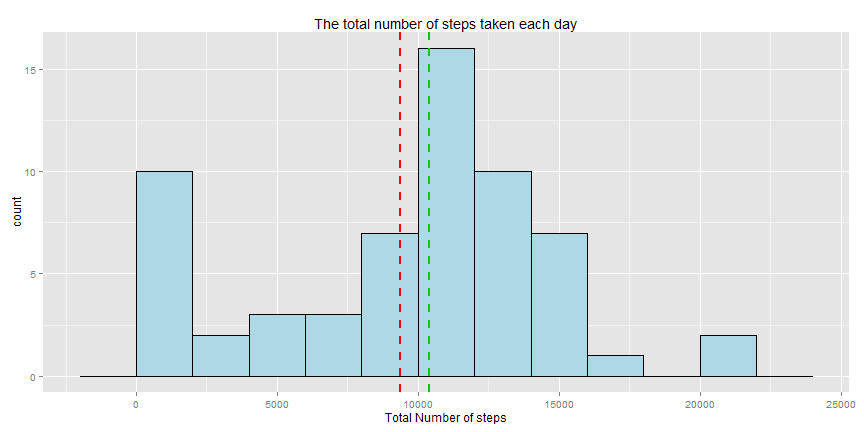 The total number of steps taken each day
count
15
10
5
0
0 5000 10000 15000 20000 25000
Total Number of steps